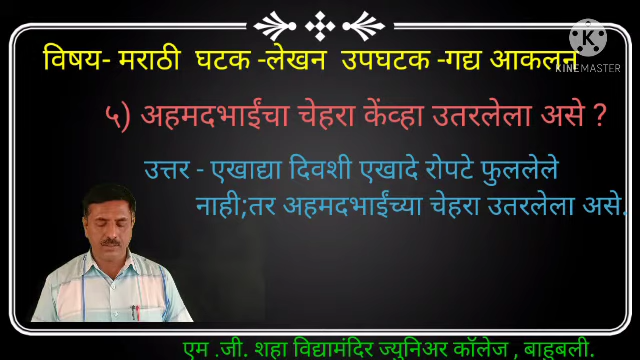 विषय- मराठी घटक -लेखन उपघटक -गद्य आकलन
KINEMASTER
५) अहमदभाईंचा चेहरा केंव्हा उतरलेला असे ?
उत्तर - एखाद्या दिवशी एखादे रोपटे फुललेले
नाही;तर अहमदभाईंच्या चेहरा उतरलेला असे.
एम .जी. शहा विद्यामंदिर ज्युनिअर कॉलेज , बाहुबली.